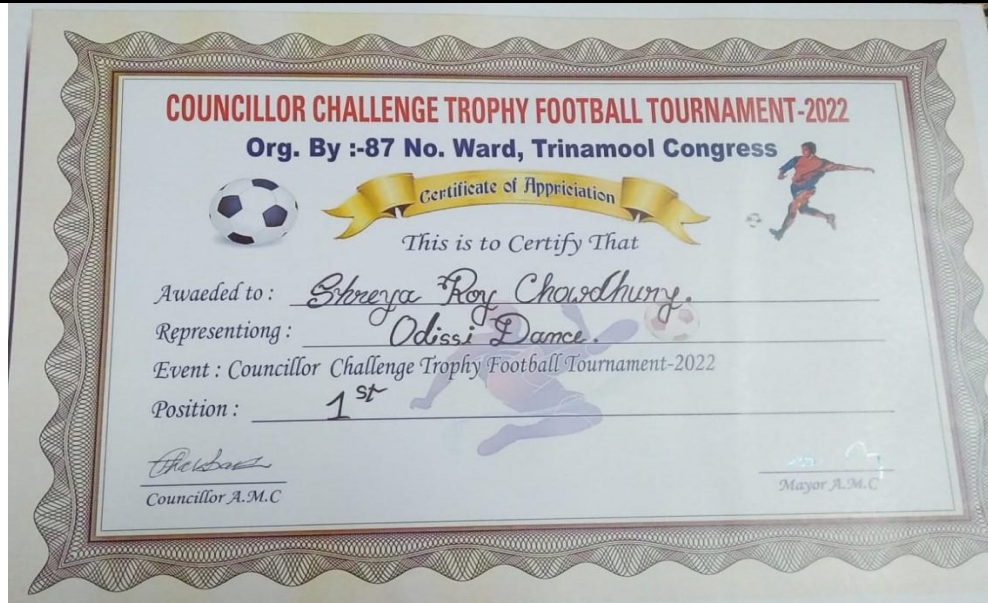 COUNCILLOR CHALLENGE TROPHY FOOTBALL TOURNAMENT-2022
Org. By :-87 No. Ward, Trinamool Congress
Certificate of Appriciation
This is to Certify That
Awaeded to : Shreya Roy Chowdhury.
Representiong : Odissi Dance.
Event : Councillor Challenge Trophy Football Tournament-2022
Position : 1st
Councillor A.M.C
Mayor A.M.C